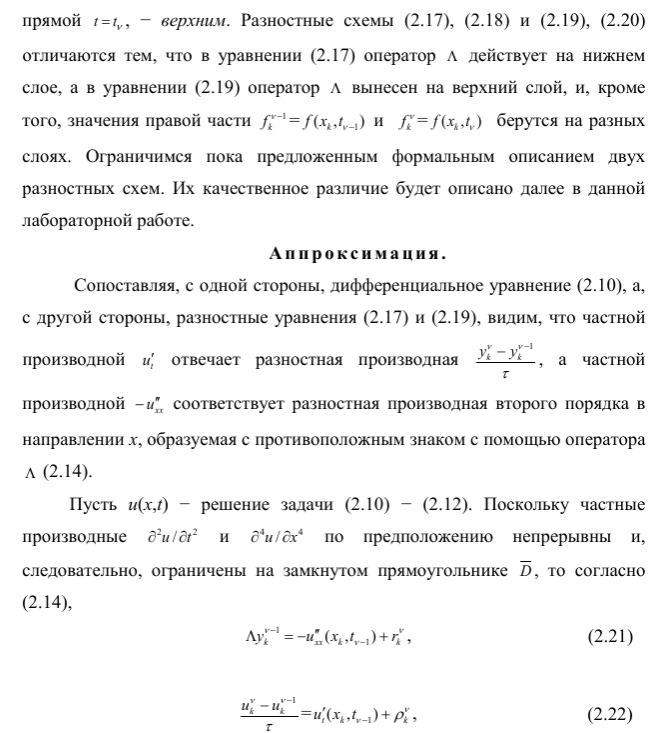 прямой t=tᵥ, − верхним. Разностные схемы (2.17), (2.18) и (2.19), (2.20)
отличаются тем, что в уравнении (2.17) оператор Λ действует на нижнем
слое, а в уравнении (2.19) оператор Λ вынесен на верхний слой, и, кроме
того, значения правой части f_k^{ν−1}=f(x_k,t_{ν−1}) и f_k^ν=f(x_k,t_ν) берутся на разных
слоях. Ограничимся пока предложенным формальным описанием двух
разностных схем. Их качественное различие будет описано далее в данной
лабораторной работе.
Аппроксимация.
Сопоставляя, с одной стороны, дифференциальное уравнение (2.10), а,
с другой стороны, разностные уравнения (2.17) и (2.19), видим, что частной
производной u′_t отвечает разностная производная (y_k^ν − y_k^{ν−1})/τ, а частной
производной −u″_{xx} соответствует разностная производная второго порядка в
направлении x, образуемая с противоположным знаком с помощью оператора
Λ (2.14).
Пусть u(x,t) − решение задачи (2.10) − (2.12). Поскольку частные
производные ∂²u/∂t² и ∂⁴u/∂x⁴ по предположению непрерывны и,
следовательно, ограничены на замкнутом прямоугольнике D̅, то согласно
(2.14),
Λy_k^{ν−1} = −u″_{xx}(x_k,t_{ν−1}) + r_k^ν, (2.21)
(u_k^ν − u_k^{ν−1})/τ = u′_t(x_k,t_{ν−1}) + ρ_k^ν, (2.22)